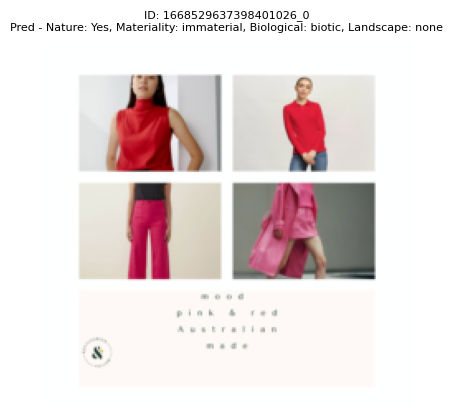 ID: 1668529637398401026_0
Pred - Nature: Yes, Materiality: immaterial, Biological: biotic, Landscape: none
mood
pink & red
Australian
made
&